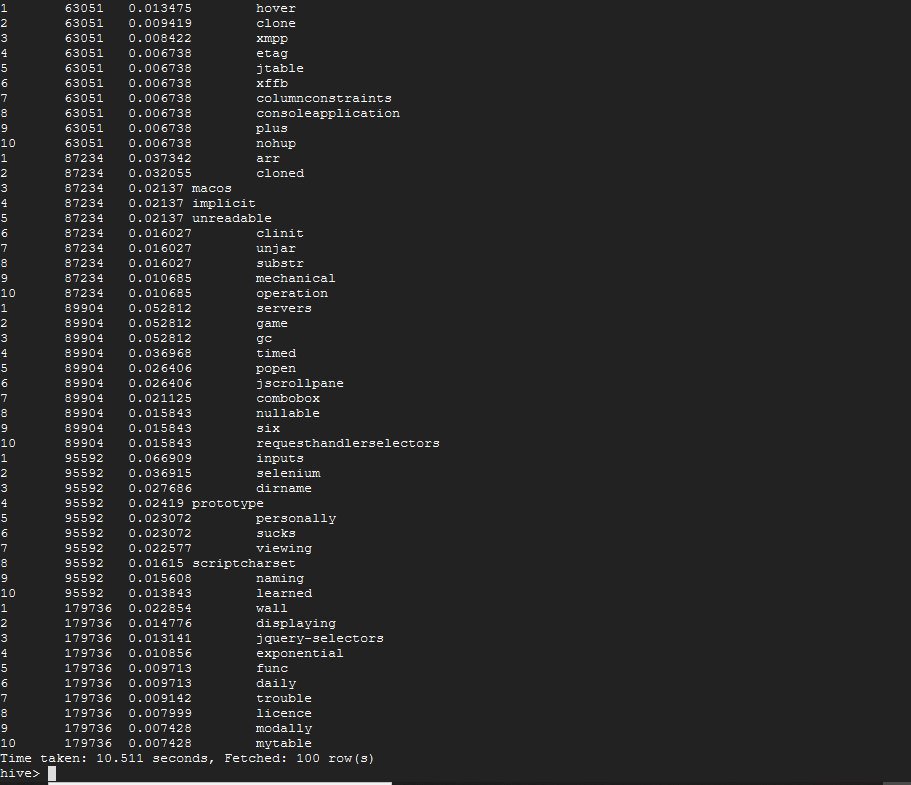 1 63051 0.013475 hover
2 63051 0.009419 clone
3 63051 0.008422 xmpp
4 63051 0.006738 etag
5 63051 0.006738 jtable
6 63051 0.006738 xffb
7 63051 0.006738 columnconstraints
8 63051 0.006738 consoleapplication
9 63051 0.006738 plus
10 63051 0.006738 nohup
1 87234 0.037342 arr
2 87234 0.032055 cloned
3 87234 0.02137 macos
4 87234 0.02137 implicit
5 87234 0.02137 unreadable
6 87234 0.016027 clinit
7 87234 0.016027 unjar
8 87234 0.016027 substr
9 87234 0.010685 mechanical
10 87234 0.010685 operation
1 89904 0.052812 servers
2 89904 0.052812 game
3 89904 0.052812 gc
4 89904 0.036968 timed
5 89904 0.026406 popen
6 89904 0.026406 jscrollpane
7 89904 0.021125 combobox
8 89904 0.015843 nullable
9 89904 0.015843 six
10 89904 0.015843 requesthandlerselectors
1 95592 0.066909 inputs
2 95592 0.036915 selenium
3 95592 0.027686 dirname
4 95592 0.02419 prototype
5 95592 0.023072 personally
6 95592 0.023072 sucks
7 95592 0.022577 viewing
8 95592 0.01615 scriptcharset
9 95592 0.015608 naming
10 95592 0.013843 learned
1 179736 0.022854 wall
2 179736 0.014776 displaying
3 179736 0.013141 jquery-selectors
4 179736 0.010856 exponential
5 179736 0.009713 func
6 179736 0.009713 daily
7 179736 0.009142 trouble
8 179736 0.007999 licence
9 179736 0.007428 modally
10 179736 0.007428 mytable
Time taken: 10.511 seconds, Fetched: 100 row(s)
hive>